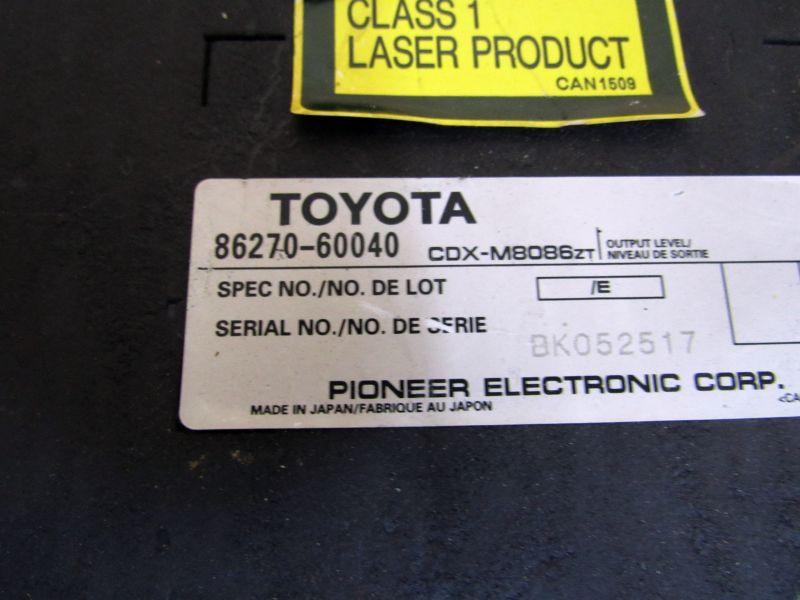 CLASS 1
LASER PRODUCT
CAN1509
TOYOTA
86270-60040 CDX-M8086ZT OUTPUT LEVEL/
NIVEAU DE SORTIE
SPEC NO./NO. DE LOT /E
SERIAL NO./NO. DE SERIE
BK052517
PIONEER ELECTRONIC CORP.
MADE IN JAPAN/FABRIQUE AU JAPON
<CA